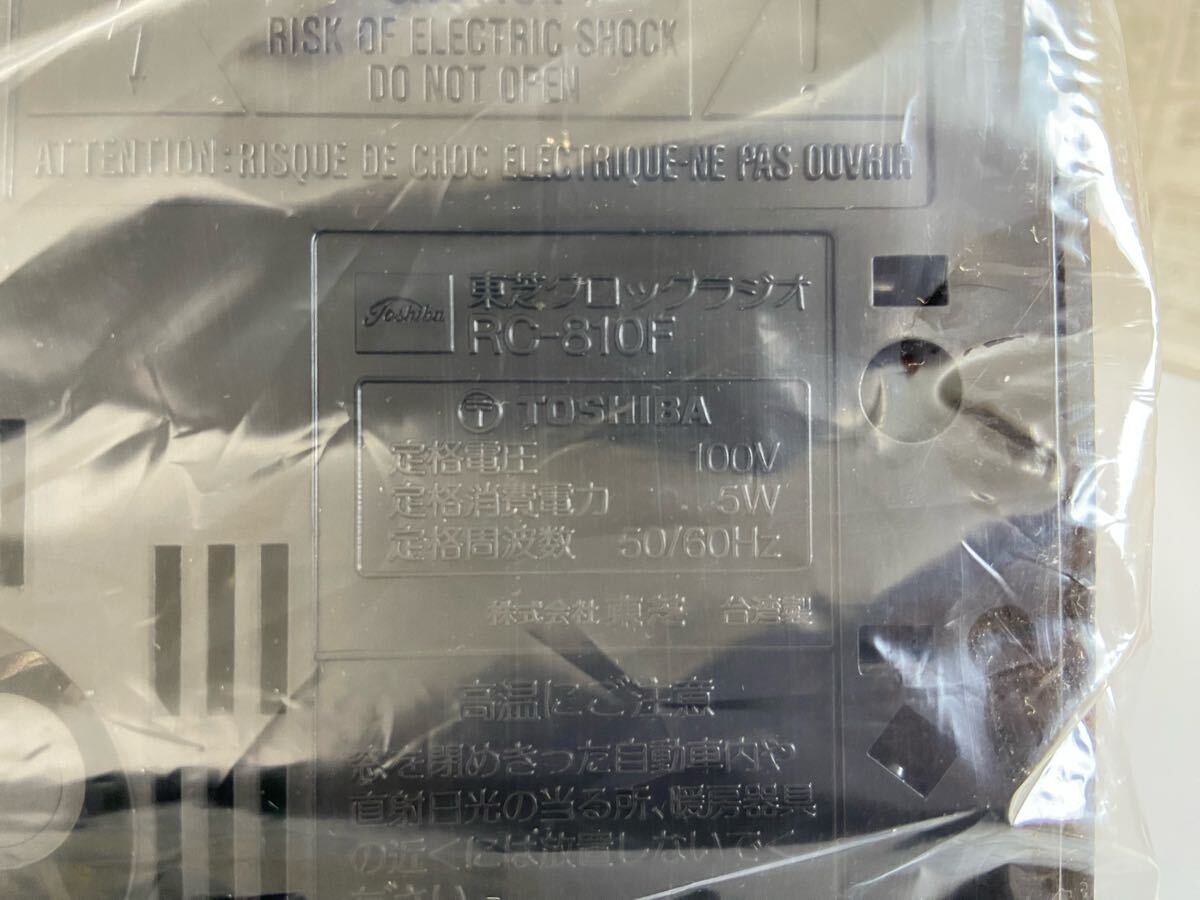 RISK OF ELECTRIC SHOCK
DO NOT OPEN
ATTENTION:RISQUE DE CHOC ELECTRIQUE-NE PAS OUVRIR
Toshiba
東芝クロックラジオ
RC-810F
〒 TOSHIBA
定格電圧 100V
定格消費電力 5W
定格周波数 50/60Hz
株式会社 東芝 台湾製
高温にご注意
窓を閉めきった自動車内や
直射日光の当る所、暖房器具
の近くには放置しないでく
ださい